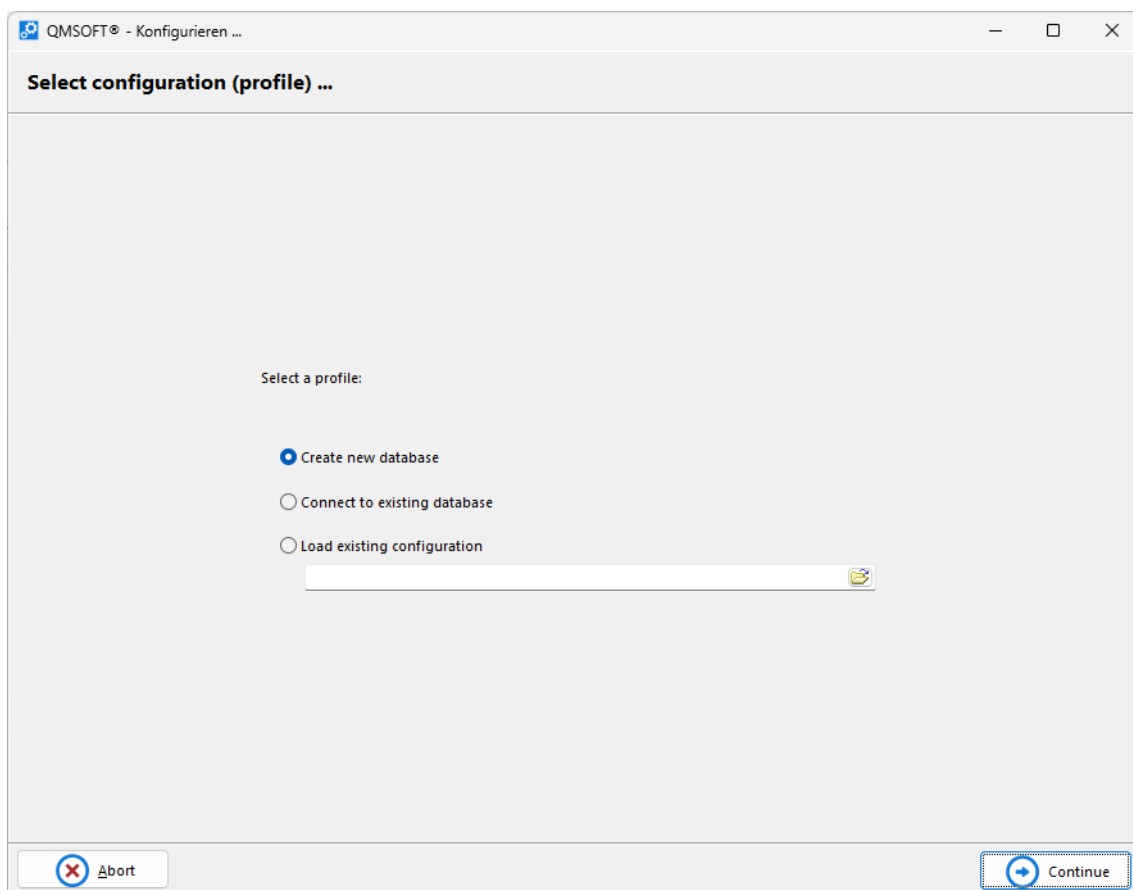 QMSOFT® - Konfigurieren ...
Select configuration (profile) ...
Select a profile:
Create new database
Connect to existing database
Load existing configuration
Abort
Continue